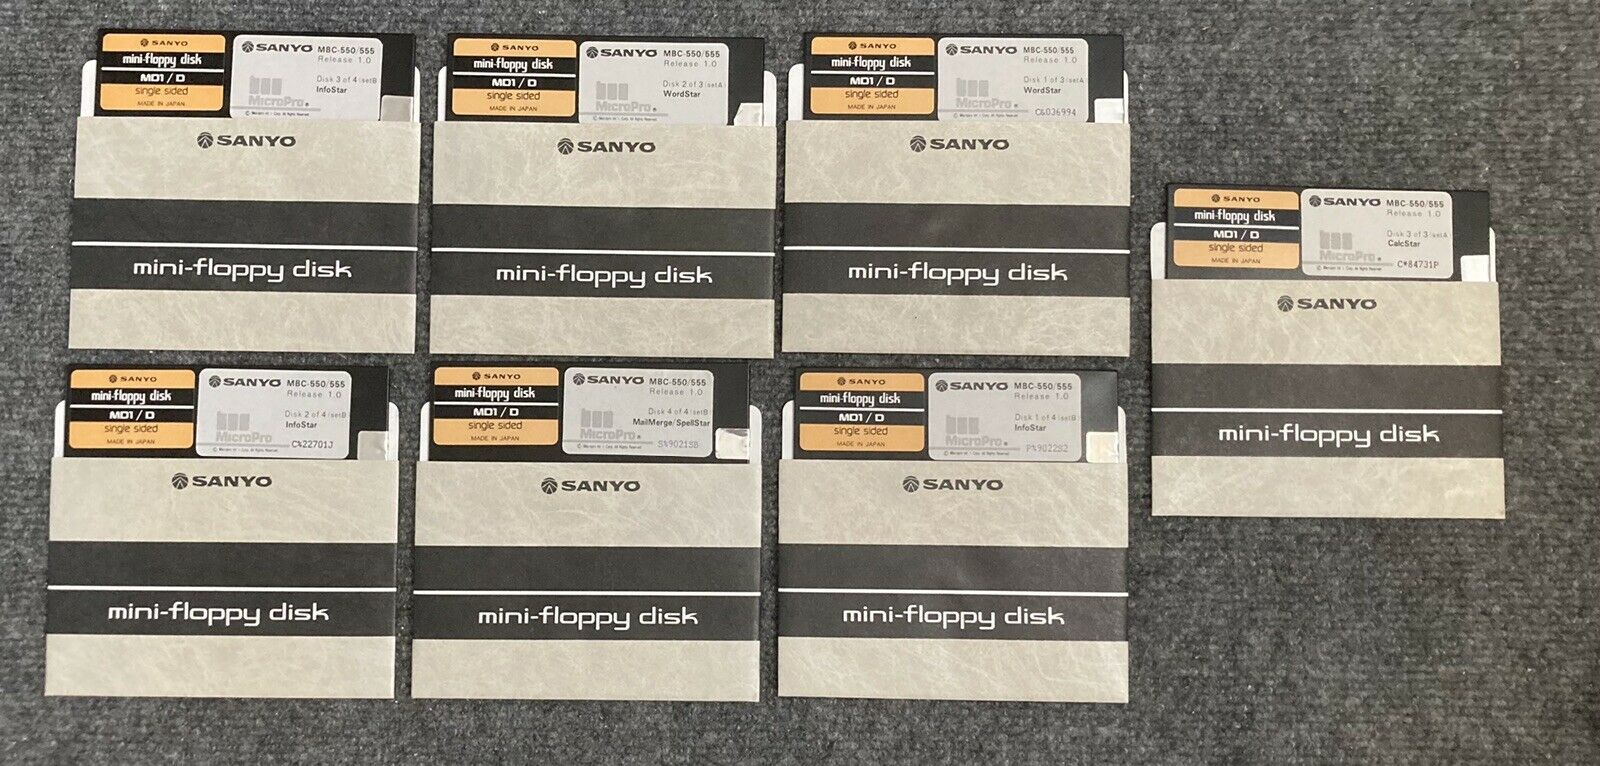 SANYO
mini-floppy disk
MD1 / D
single sided
MADE IN JAPAN
SANYO MBC-550/555
Release 1.0
Disk 3 of 4 (setB)
InfoStar
MicroPro®
SANYO
mini-floppy disk
SANYO
mini-floppy disk
MD1 / D
single sided
MADE IN JAPAN
SANYO MBC-550/555
Release 1.0
Disk 2 of 3 (setA)
WordStar
MicroPro®
SANYO
mini-floppy disk
SANYO
mini-floppy disk
MD1 / D
single sided
MADE IN JAPAN
SANYO MBC-550/555
Release 1.0
Disk 1 of 3 (setA)
WordStar
MicroPro®
C&036994
SANYO
mini-floppy disk
SANYO
mini-floppy disk
MD1 / D
single sided
MADE IN JAPAN
SANYO MBC-550/555
Release 1.0
Disk 3 of 3 (setA)
CalcStar
MicroPro®
C*84731P
SANYO
mini-floppy disk
SANYO
mini-floppy disk
MD1 / D
single sided
MADE IN JAPAN
SANYO MBC-550/555
Release 1.0
Disk 2 of 4 (setB)
InfoStar
MicroPro®
C%22701J
SANYO
mini-floppy disk
SANYO
mini-floppy disk
MD1 / D
single sided
MADE IN JAPAN
SANYO MBC-550/555
Release 1.0
Disk 4 of 4 (setB)
MailMerge/SpellStar
MicroPro®
SANYO
mini-floppy disk
SANYO
mini-floppy disk
MD1 / D
single sided
MADE IN JAPAN
SANYO MBC-550/555
Release 1.0
Disk 1 of 4 (setB)
InfoStar
MicroPro®
SANYO
mini-floppy disk